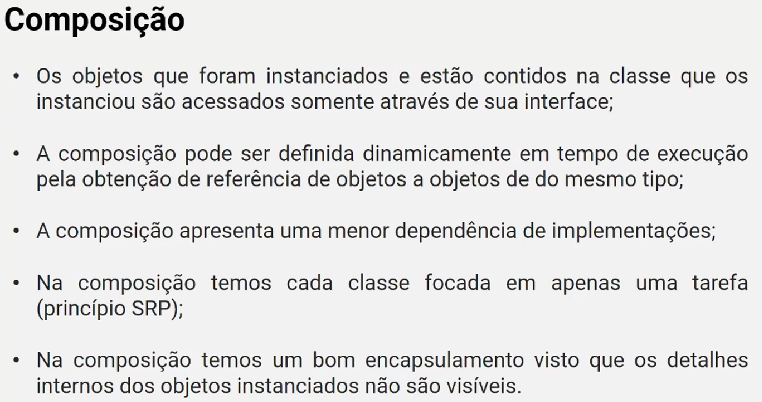 Composição
• Os objetos que foram instanciados e estão contidos na classe que os
instanciou são acessados somente através de sua interface;
• A composição pode ser definida dinamicamente em tempo de execução
pela obtenção de referência de objetos a objetos de do mesmo tipo;
• A composição apresenta uma menor dependência de implementações;
• Na composição temos cada classe focada em apenas uma tarefa
(princípio SRP);
• Na composição temos um bom encapsulamento visto que os detalhes
internos dos objetos instanciados não são visíveis.